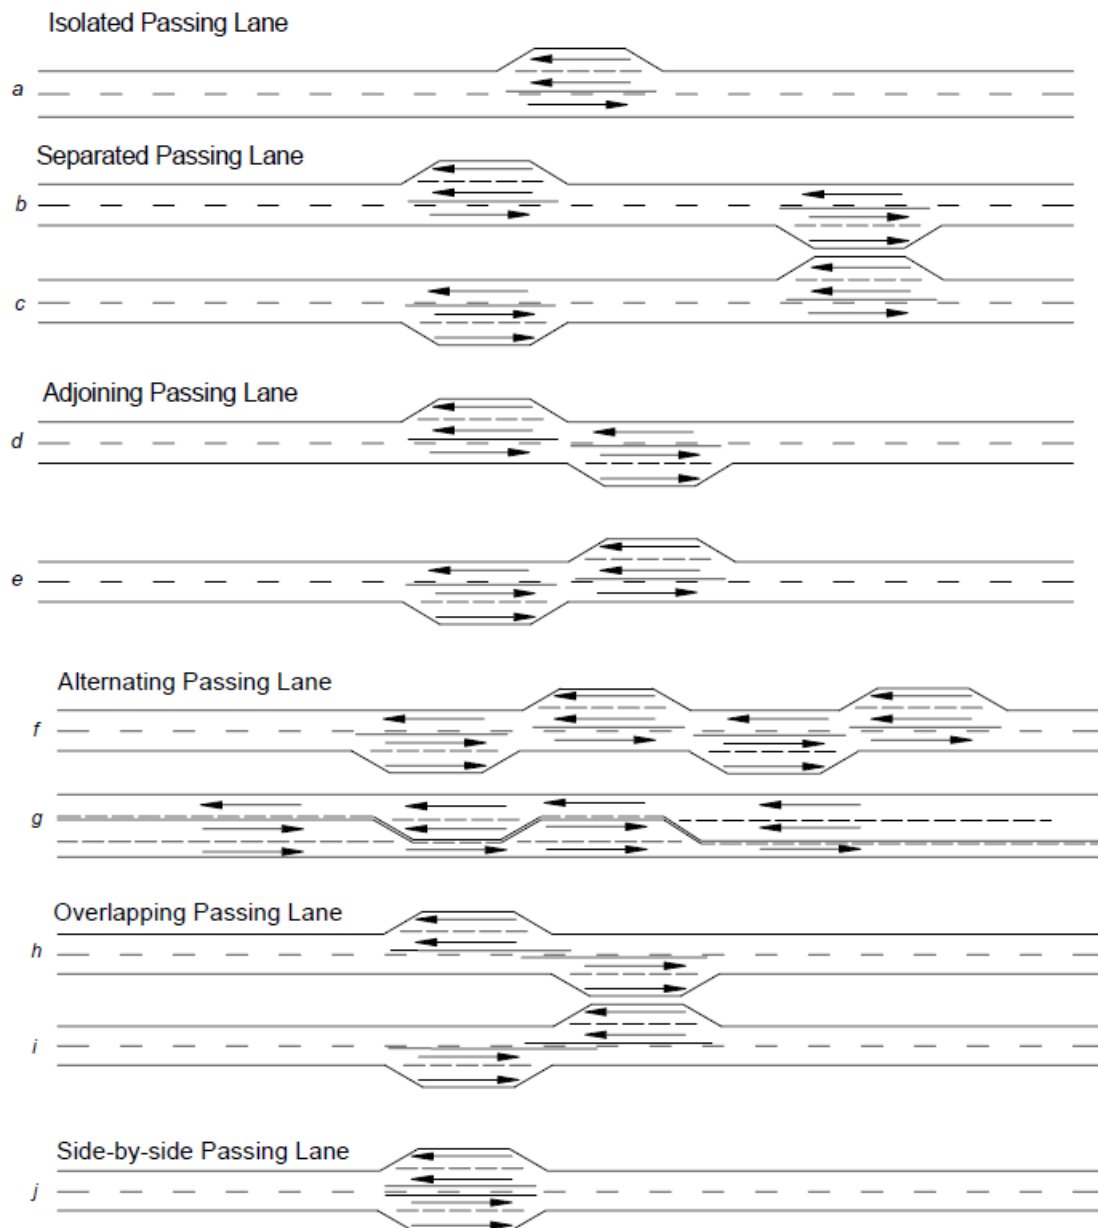 Isolated Passing Lane
a
Separated Passing Lane
b
c
Adjoining Passing Lane
d
e
Alternating Passing Lane
f
g
Overlapping Passing Lane
h
i
Side-by-side Passing Lane
j